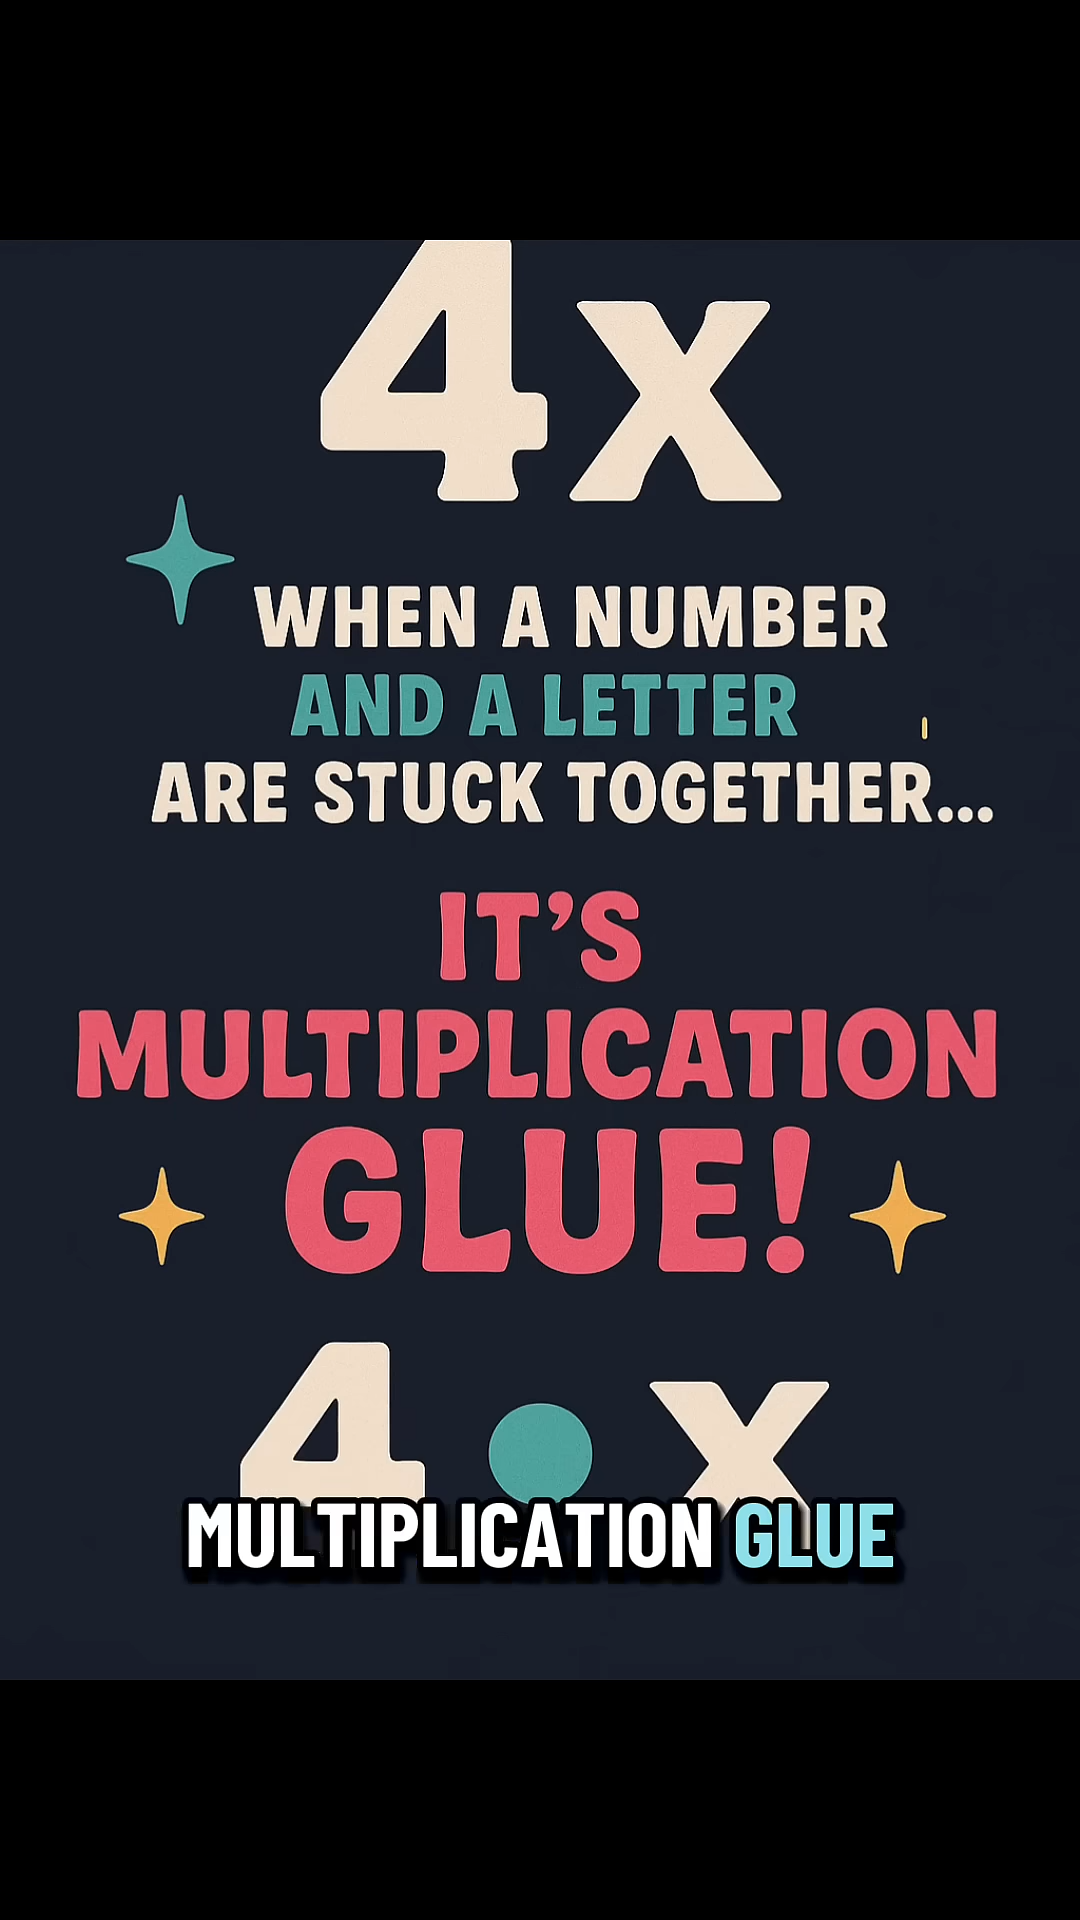 4x
WHEN A NUMBER
AND A LETTER
ARE STUCK TOGETHER...
IT'S
MULTIPLICATION
GLUE!
4 • x
MULTIPLICATION GLUE